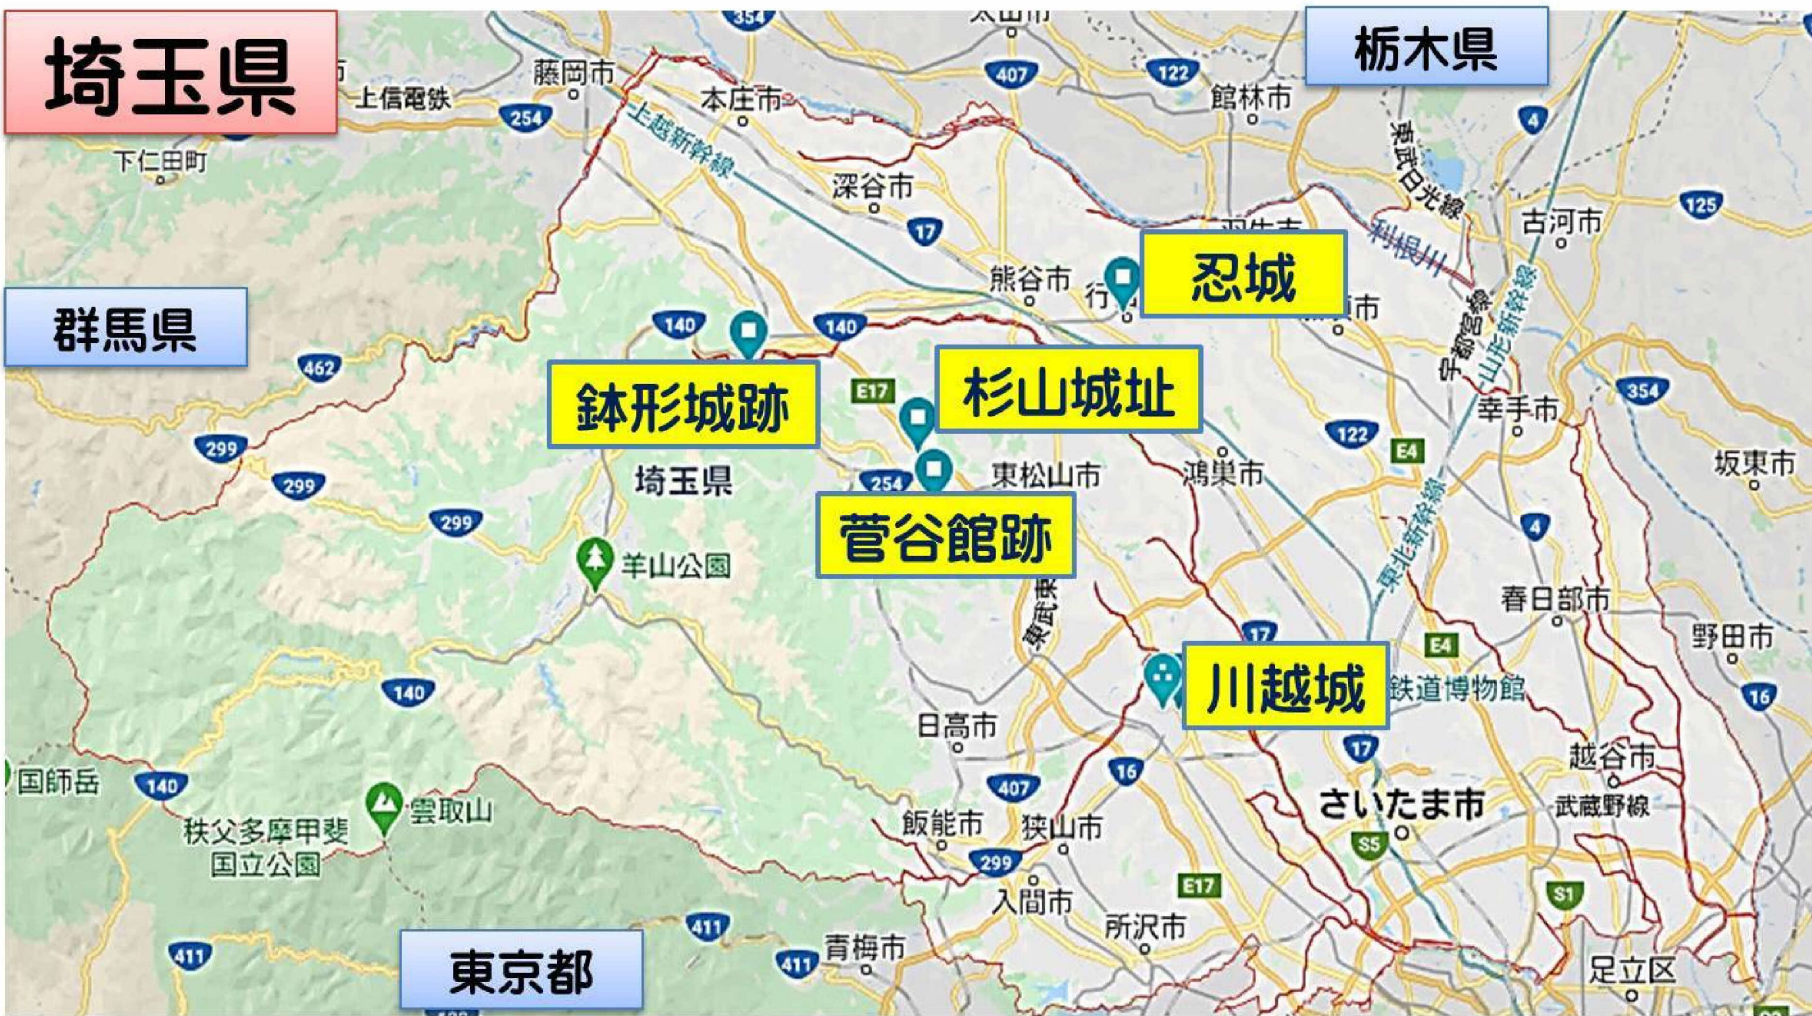 埼玉県
栃木県
群馬県
東京都
忍城
鉢形城跡
杉山城址
菅谷館跡
川越城
354
藤岡市
上信電鉄
254
本庄市
上越新幹線
407
122
館林市
4
東武日光線
下仁田町
深谷市
17
125
古河市
利根川
熊谷市
140
140
462
E17
宇都宮線
山形新幹線
354
幸手市
299
299
299
埼玉県
254
東松山市
鴻巣市
122
E4
坂東市
東北新幹線
4
羊山公園
春日部市
17
E4
野田市
140
鉄道博物館
16
日高市
17
越谷市
国師岳
140
雲取山
407
16
さいたま市
武蔵野線
秩父多摩甲斐
国立公園
飯能市
狭山市
299
S5
E17
S1
入間市
所沢市
411
411
411
青梅市
足立区